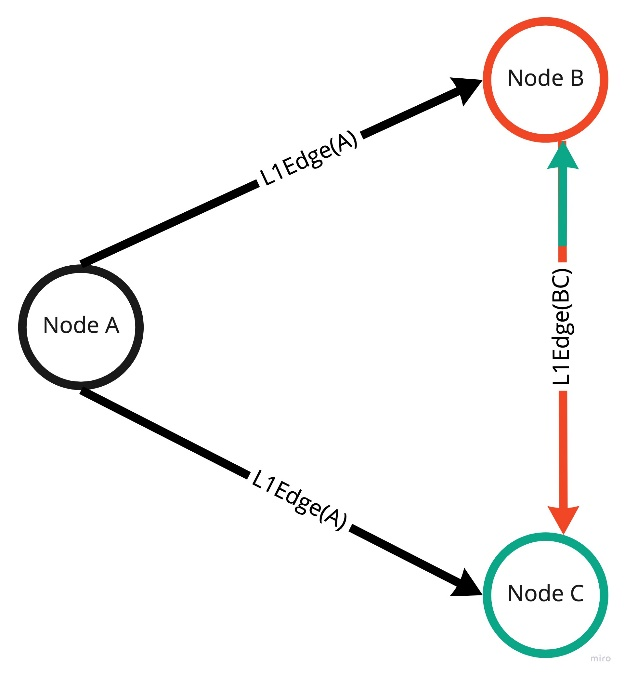 Node B
L1Edge(A)
Node A
L1Edge(BC)
L1Edge(A)
Node C
miro